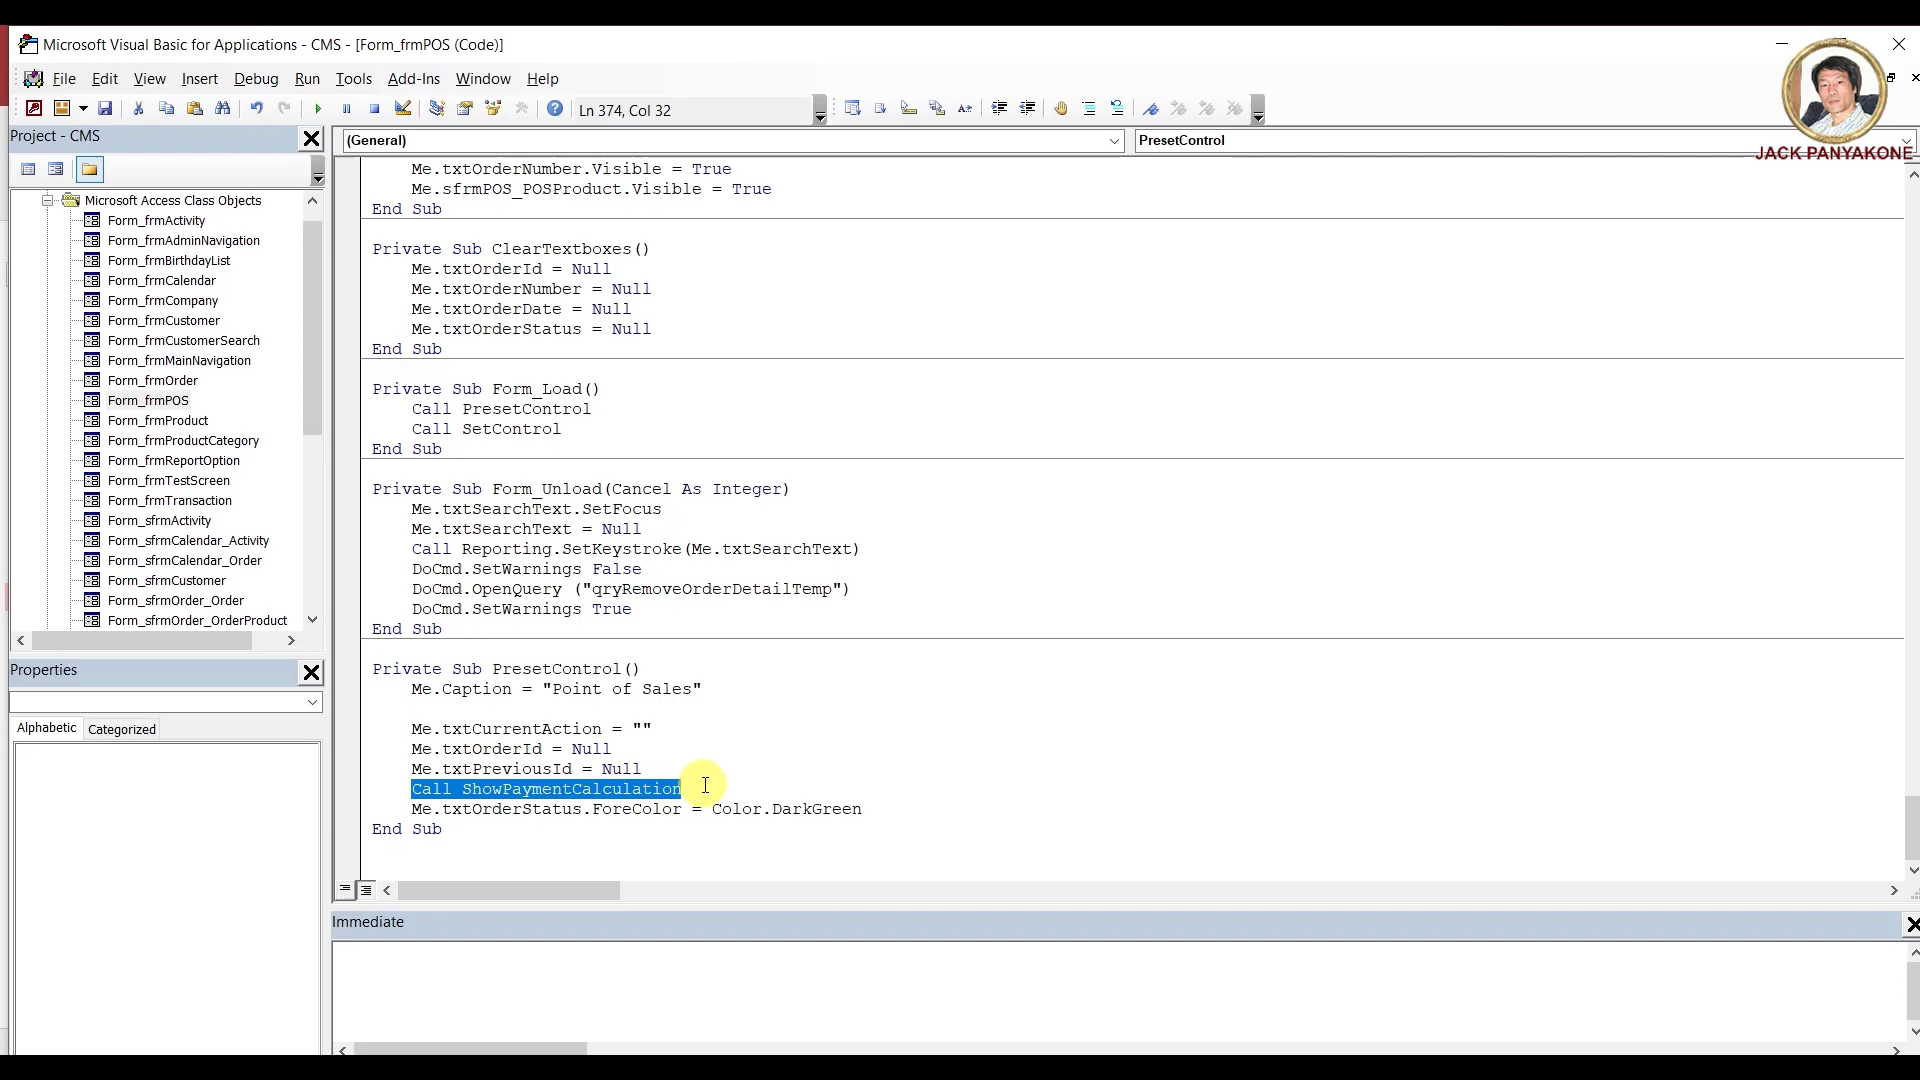 Microsoft Visual Basic for Applications - CMS - [Form_frmPOS (Code)]
File Edit View Insert Debug Run Tools Add-Ins Window Help
Ln 374, Col 32
JACK PANYAKONE
Project - CMS
(General)
PresetControl
Microsoft Access Class Objects
Form_frmActivity
Form_frmAdminNavigation
Form_frmBirthdayList
Form_frmCalendar
Form_frmCompany
Form_frmCustomer
Form_frmCustomerSearch
Form_frmMainNavigation
Form_frmOrder
Form_frmPOS
Form_frmProduct
Form_frmProductCategory
Form_frmReportOption
Form_frmTestScreen
Form_frmTransaction
Form_sfrmActivity
Form_sfrmCalendar_Activity
Form_sfrmCalendar_Order
Form_sfrmCustomer
Form_sfrmOrder_Order
Form_sfrmOrder_OrderProduct
Properties
Alphabetic Categorized
Me.txtOrderNumber.Visible = True
Me.sfrmPOS_POSProduct.Visible = True
End Sub
Private Sub ClearTextboxes()
Me.txtOrderId = Null
Me.txtOrderNumber = Null
Me.txtOrderDate = Null
Me.txtOrderStatus = Null
End Sub
Private Sub Form_Load()
Call PresetControl
Call SetControl
End Sub
Private Sub Form_Unload(Cancel As Integer)
Me.txtSearchText.SetFocus
Me.txtSearchText = Null
Call Reporting.SetKeystroke(Me.txtSearchText)
DoCmd.SetWarnings False
DoCmd.OpenQuery ("qryRemoveOrderDetailTemp")
DoCmd.SetWarnings True
End Sub
Private Sub PresetControl()
Me.Caption = "Point of Sales"
Me.txtCurrentAction = ""
Me.txtOrderId = Null
Me.txtPreviousId = Null
Call ShowPaymentCalculation
Me.txtOrderStatus.ForeColor = Color.DarkGreen
End Sub
Immediate